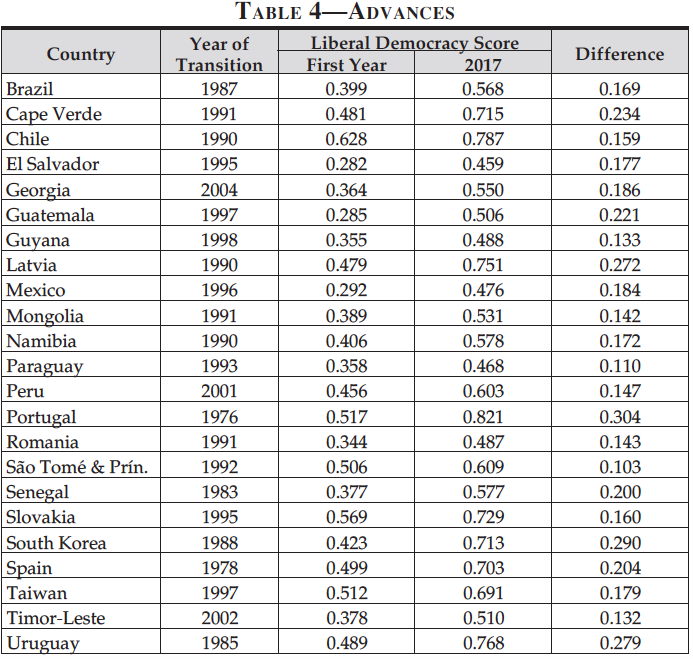 TABLE 4—ADVANCES
Country Year of Transition Liberal Democracy Score Difference
First Year 2017
Brazil 1987 0.399 0.568 0.169
Cape Verde 1991 0.481 0.715 0.234
Chile 1990 0.628 0.787 0.159
El Salvador 1995 0.282 0.459 0.177
Georgia 2004 0.364 0.550 0.186
Guatemala 1997 0.285 0.506 0.221
Guyana 1998 0.355 0.488 0.133
Latvia 1990 0.479 0.751 0.272
Mexico 1996 0.292 0.476 0.184
Mongolia 1991 0.389 0.531 0.142
Namibia 1990 0.406 0.578 0.172
Paraguay 1993 0.358 0.468 0.110
Peru 2001 0.456 0.603 0.147
Portugal 1976 0.517 0.821 0.304
Romania 1991 0.344 0.487 0.143
São Tomé & Prín. 1992 0.506 0.609 0.103
Senegal 1983 0.377 0.577 0.200
Slovakia 1995 0.569 0.729 0.160
South Korea 1988 0.423 0.713 0.290
Spain 1978 0.499 0.703 0.204
Taiwan 1997 0.512 0.691 0.179
Timor-Leste 2002 0.378 0.510 0.132
Uruguay 1985 0.489 0.768 0.279